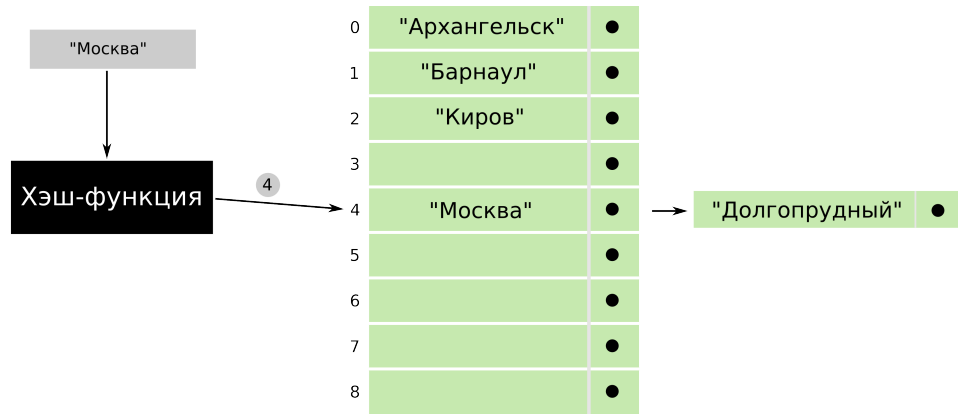 "Москва"
Хэш-функция
4
0 "Архангельск"
1 "Барнаул"
2 "Киров"
3
4 "Москва" "Долгопрудный"
5
6
7
8